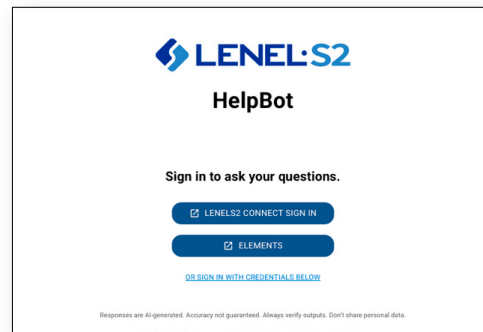 LENEL·S2
HelpBot
Sign in to ask your questions.
LENELS2 CONNECT SIGN IN
ELEMENTS
OR SIGN IN WITH CREDENTIALS BELOW
Responses are AI-generated. Accuracy not guaranteed. Always verify outputs. Don't share personal data.